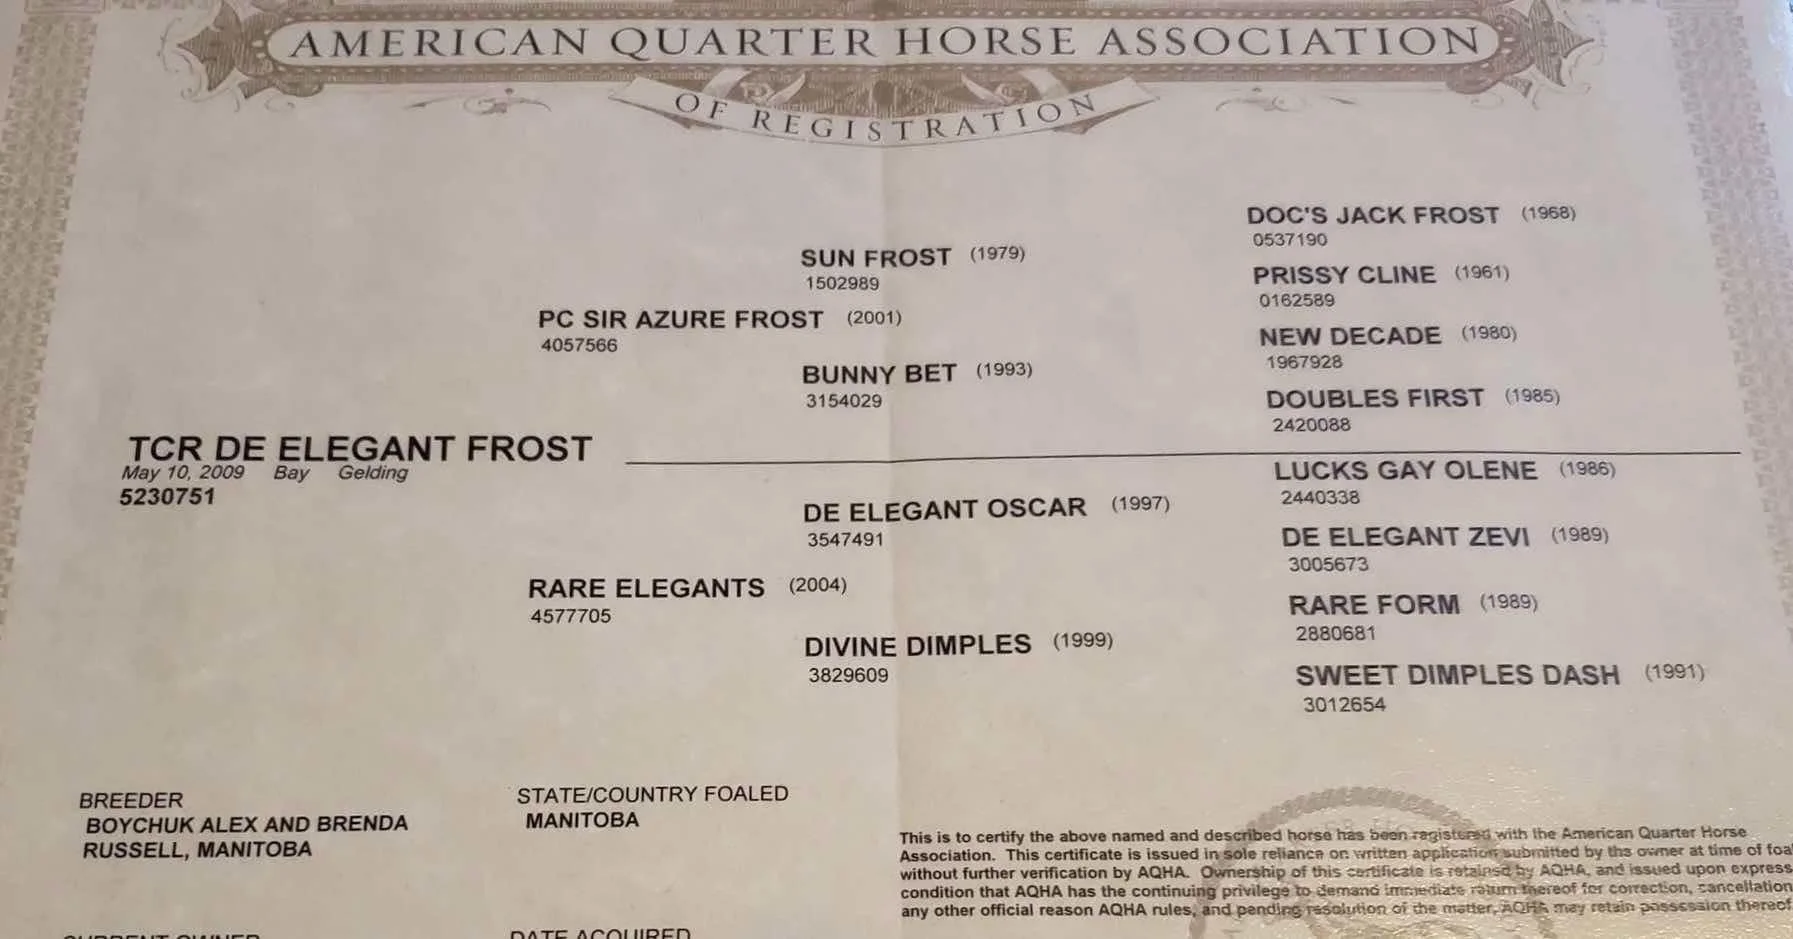 AMERICAN QUARTER HORSE ASSOCIATION
OF REGISTRATION
DOC'S JACK FROST (1968)
0537190
SUN FROST (1979)
1502989
PRISSY CLINE (1961)
0162589
PC SIR AZURE FROST (2001)
4057566
NEW DECADE (1980)
1967928
BUNNY BET (1993)
3154029
DOUBLES FIRST (1985)
2420088
TCR DE ELEGANT FROST
May 10, 2009 Bay Gelding
5230751
LUCKS GAY OLENE (1986)
2440338
DE ELEGANT OSCAR (1997)
3547491
DE ELEGANT ZEVI (1989)
3005673
RARE ELEGANTS (2004)
4577705
RARE FORM (1989)
2880681
DIVINE DIMPLES (1999)
3829609
SWEET DIMPLES DASH (1991)
3012654
BREEDER
BOYCHUK ALEX AND BRENDA
RUSSELL, MANITOBA
STATE/COUNTRY FOALED
MANITOBA
This is to certify the above named and described horse has been registered with the American Quarter Horse
Association. This certificate is issued in sole reliance on written application submitted by the owner at time of foa
without further verification by AQHA. Ownership of this certificate is retained by AQHA, and issued upon express
condition that AQHA has the continuing privilege to demand immediate return thereof for correction, cancellation
any other official reason AQHA rules, and pending resolution of the matter, AQHA may retain possession thereof
CURRENT OWNER
DATE ACQUIRED